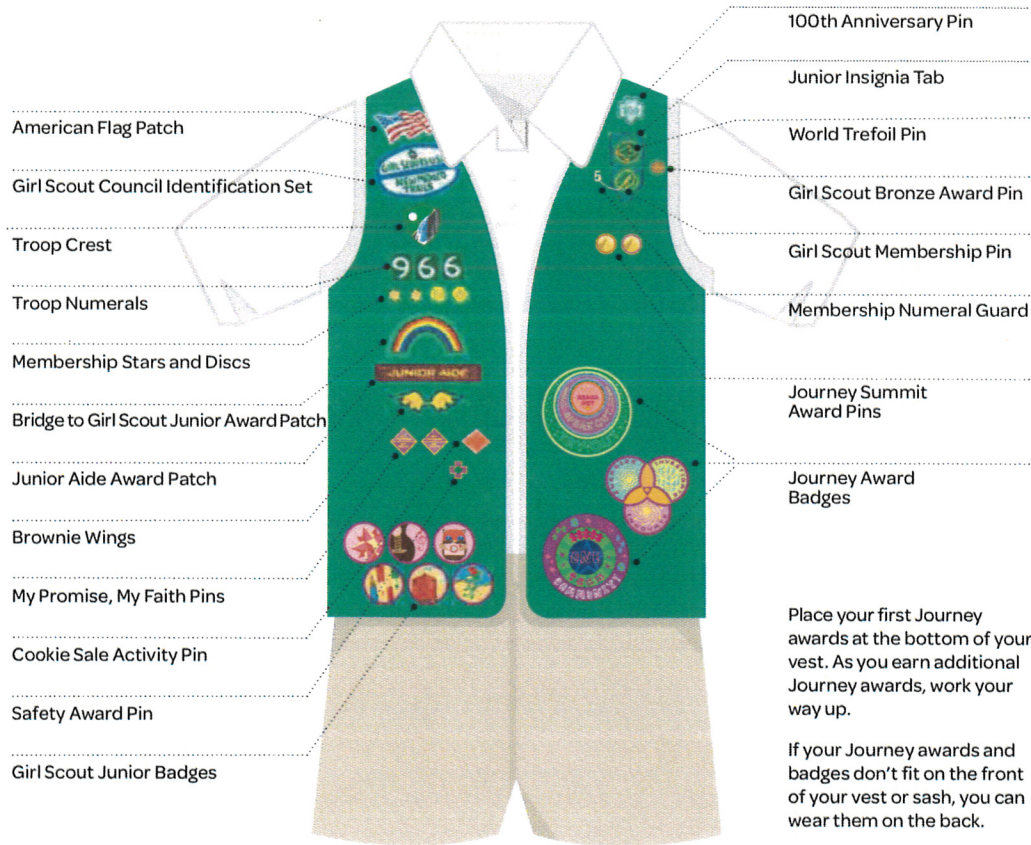 American Flag Patch
Girl Scout Council Identification Set
Troop Crest
Troop Numerals
Membership Stars and Discs
Bridge to Girl Scout Junior Award Patch
Junior Aide Award Patch
Brownie Wings
My Promise, My Faith Pins
Cookie Sale Activity Pin
Safety Award Pin
Girl Scout Junior Badges
GIRL SCOUTS OF
NEW MEXICO
TRAILS
966
JUNIOR AIDE
5
100th Anniversary Pin
Junior Insignia Tab
World Trefoil Pin
Girl Scout Bronze Award Pin
Girl Scout Membership Pin
Membership Numeral Guard
Journey Summit
Award Pins
Journey Award
Badges
Place your first Journey
awards at the bottom of your
vest. As you earn additional
Journey awards, work your
way up.
If your Journey awards and
badges don't fit on the front
of your vest or sash, you can
wear them on the back.